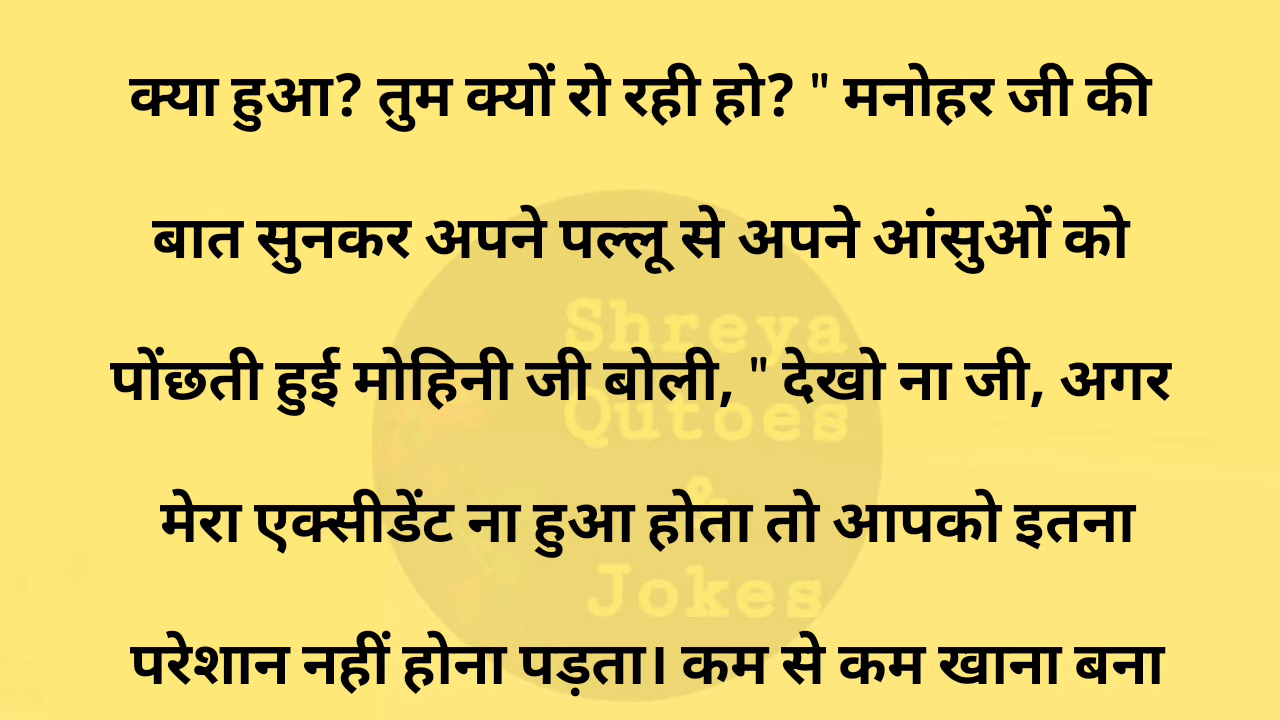 क्या हुआ? तुम क्यों रो रही हो? " मनोहर जी की
बात सुनकर अपने पल्लू से अपने आंसुओं को
Shreya
पोंछती हुई मोहिनी जी बोली, " देखो ना जी, अगर
Qutoes
&
मेरा एक्सीडेंट ना हुआ होता तो आपको इतना
Jokes
परेशान नहीं होना पड़ता। कम से कम खाना बना